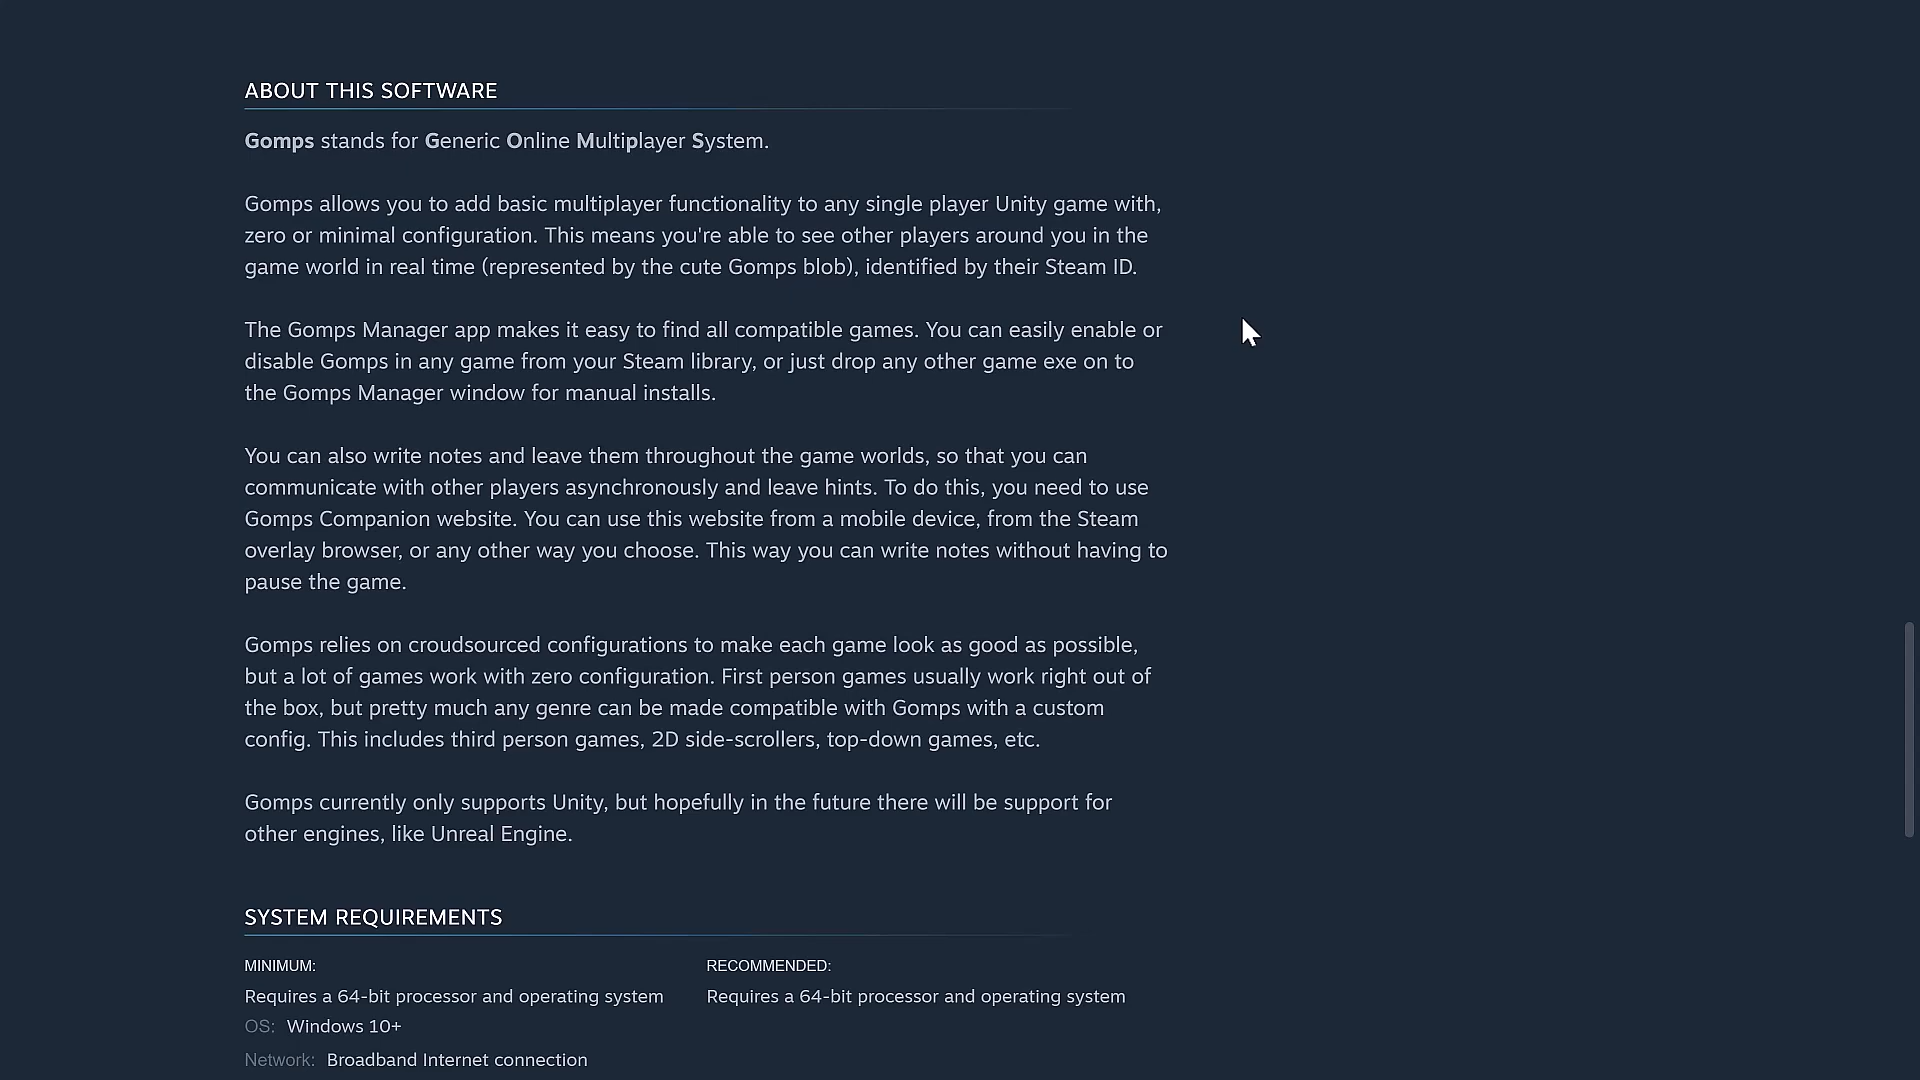 ABOUT THIS SOFTWARE
Gomps stands for Generic Online Multiplayer System.
Gomps allows you to add basic multiplayer functionality to any single player Unity game with,
zero or minimal configuration. This means you're able to see other players around you in the
game world in real time (represented by the cute Gomps blob), identified by their Steam ID.
The Gomps Manager app makes it easy to find all compatible games. You can easily enable or
disable Gomps in any game from your Steam library, or just drop any other game exe on to
the Gomps Manager window for manual installs.
You can also write notes and leave them throughout the game worlds, so that you can
communicate with other players asynchronously and leave hints. To do this, you need to use
Gomps Companion website. You can use this website from a mobile device, from the Steam
overlay browser, or any other way you choose. This way you can write notes without having to
pause the game.
Gomps relies on croudsourced configurations to make each game look as good as possible,
but a lot of games work with zero configuration. First person games usually work right out of
the box, but pretty much any genre can be made compatible with Gomps with a custom
config. This includes third person games, 2D side-scrollers, top-down games, etc.
Gomps currently only supports Unity, but hopefully in the future there will be support for
other engines, like Unreal Engine.
SYSTEM REQUIREMENTS
MINIMUM:
Requires a 64-bit processor and operating system
OS: Windows 10+
Network: Broadband Internet connection
RECOMMENDED:
Requires a 64-bit processor and operating system